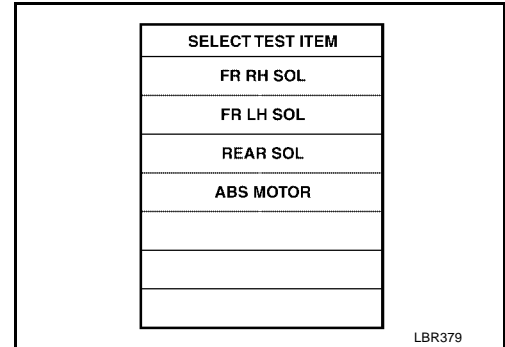 SELECT TEST ITEM
FR RH SOL
FR LH SOL
REAR SOL
ABS MOTOR
LBR379